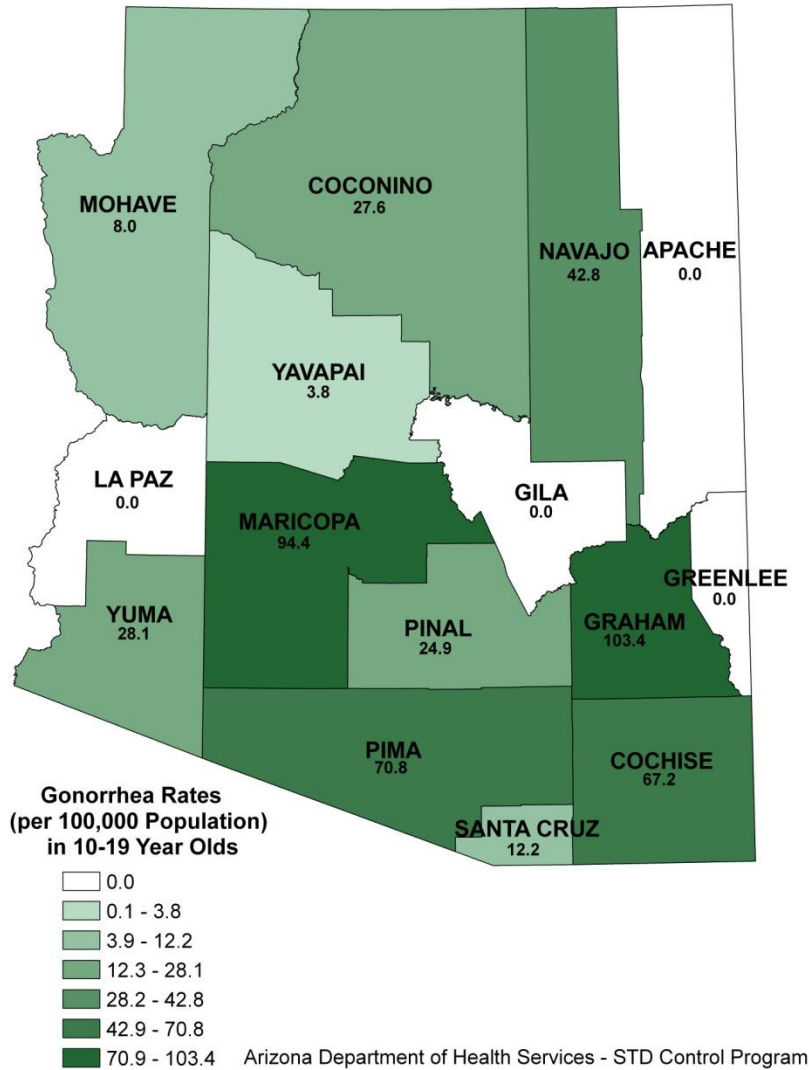 COCONINO
27.6
MOHAVE
8.0
NAVAJO
42.8
APACHE
0.0
YAVAPAI
3.8
LA PAZ
0.0
GILA
0.0
MARICOPA
94.4
GREENLEE
0.0
YUMA
28.1
PINAL
24.9
GRAHAM
103.4
PIMA
70.8
COCHISE
67.2
SANTA CRUZ
12.2
Gonorrhea Rates
(per 100,000 Population)
in 10-19 Year Olds
0.0
0.1 - 3.8
3.9 - 12.2
12.3 - 28.1
28.2 - 42.8
42.9 - 70.8
70.9 - 103.4
Arizona Department of Health Services - STD Control Program